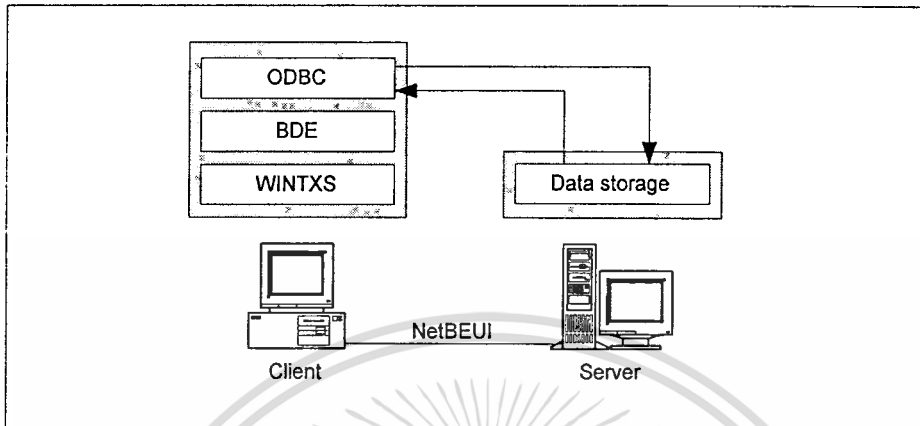 ODBC
BDE
WINTXS
Data storage
NetBEUI
Client
Server